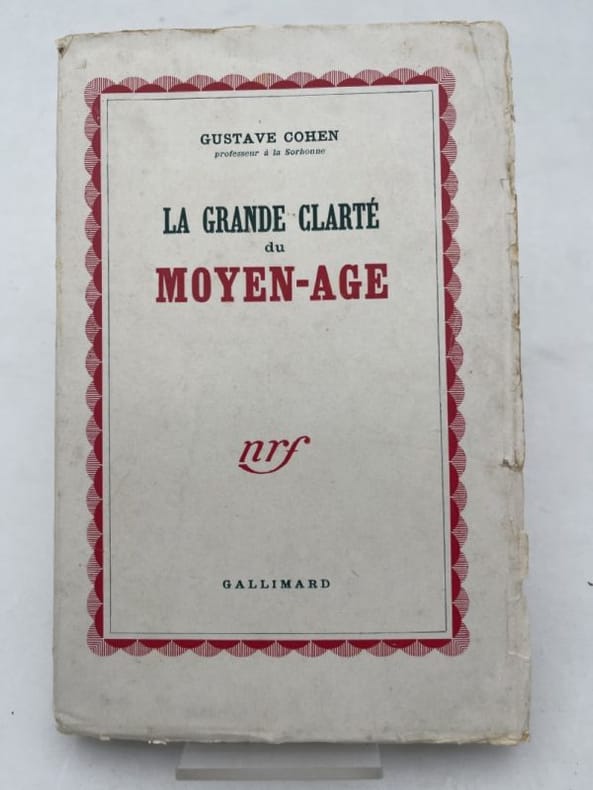 GUSTAVE COHEN
professeur à la Sorbonne
LA GRANDE CLARTÉ
du
MOYEN-AGE
nrf
GALLIMARD